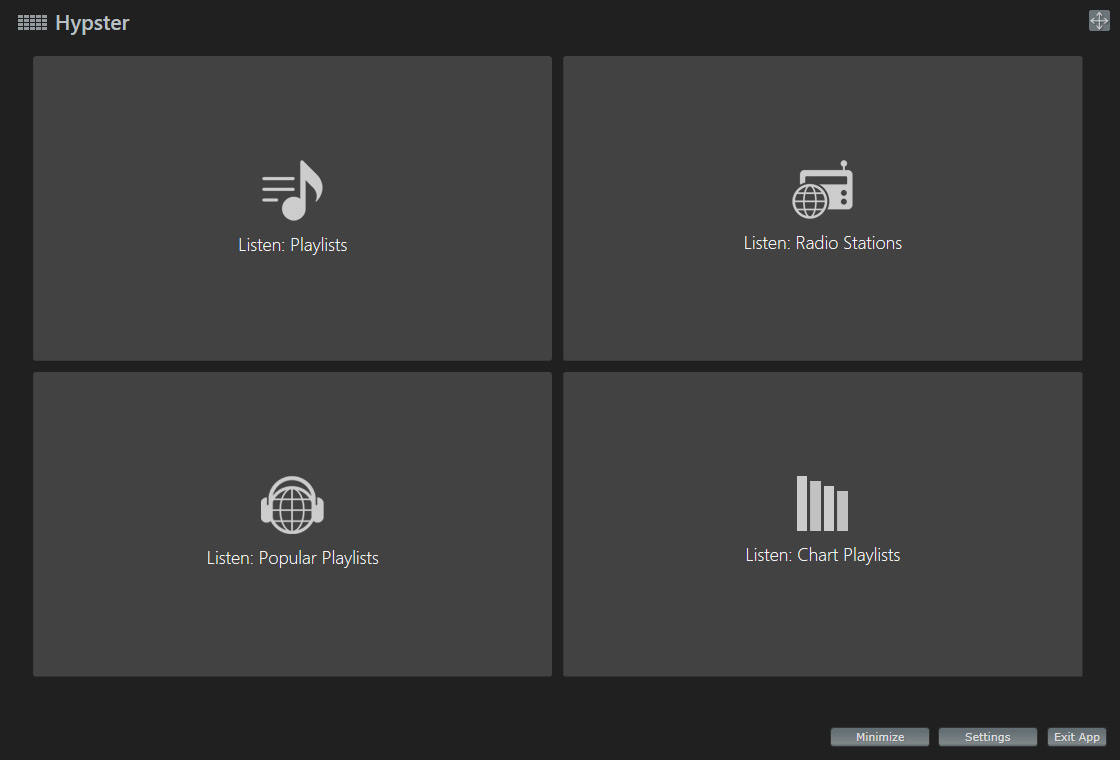 Hypster
Listen: Playlists
Listen: Radio Stations
Listen: Popular Playlists
Listen: Chart Playlists
Minimize
Settings
Exit App